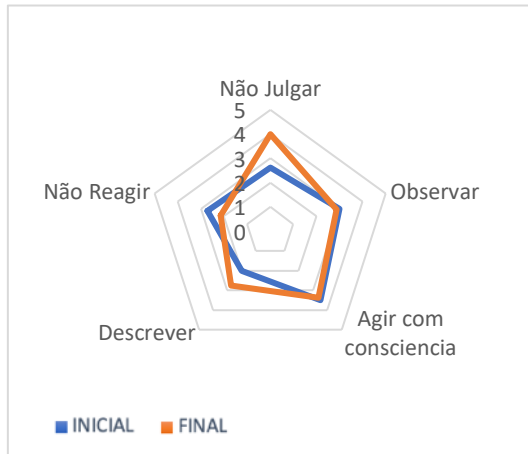 Não Julgar
5
4
3
2
1
0
Observar
Agir com
consciencia
Descrever
Não Reagir
INICIAL
FINAL